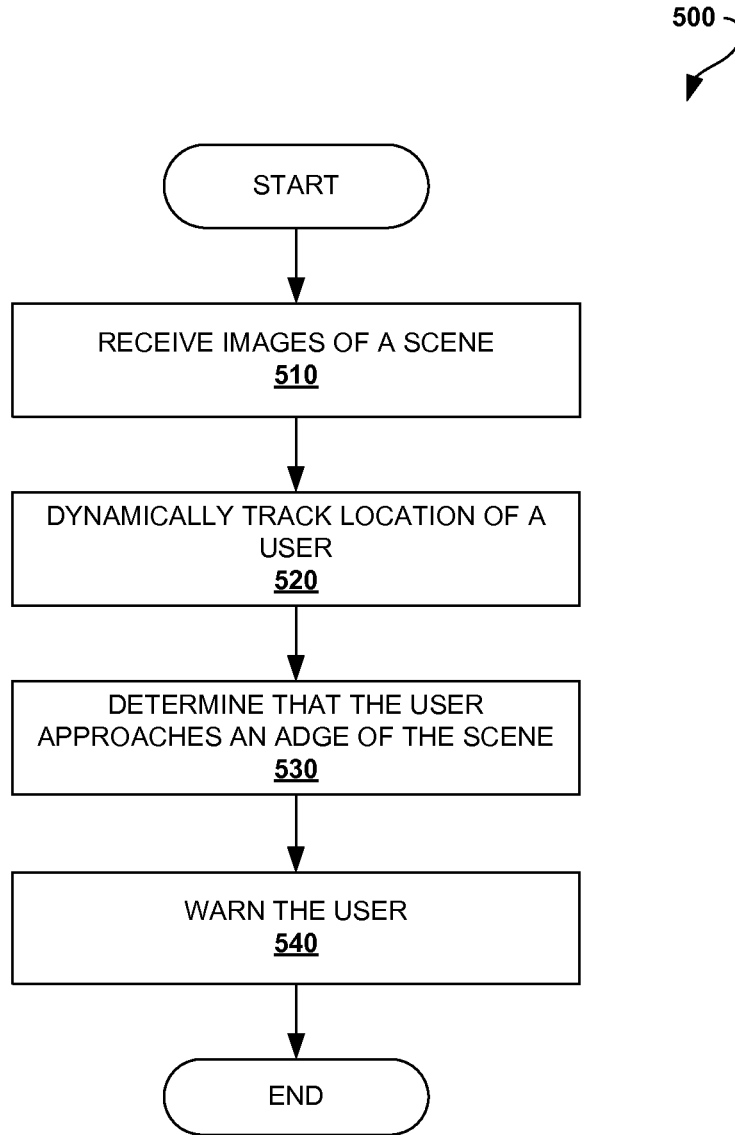 500
START
RECEIVE IMAGES OF A SCENE
510
DYNAMICALLY TRACK LOCATION OF A
USER
520
DETERMINE THAT THE USER
APPROACHES AN ADGE OF THE SCENE
530
WARN THE USER
540
END